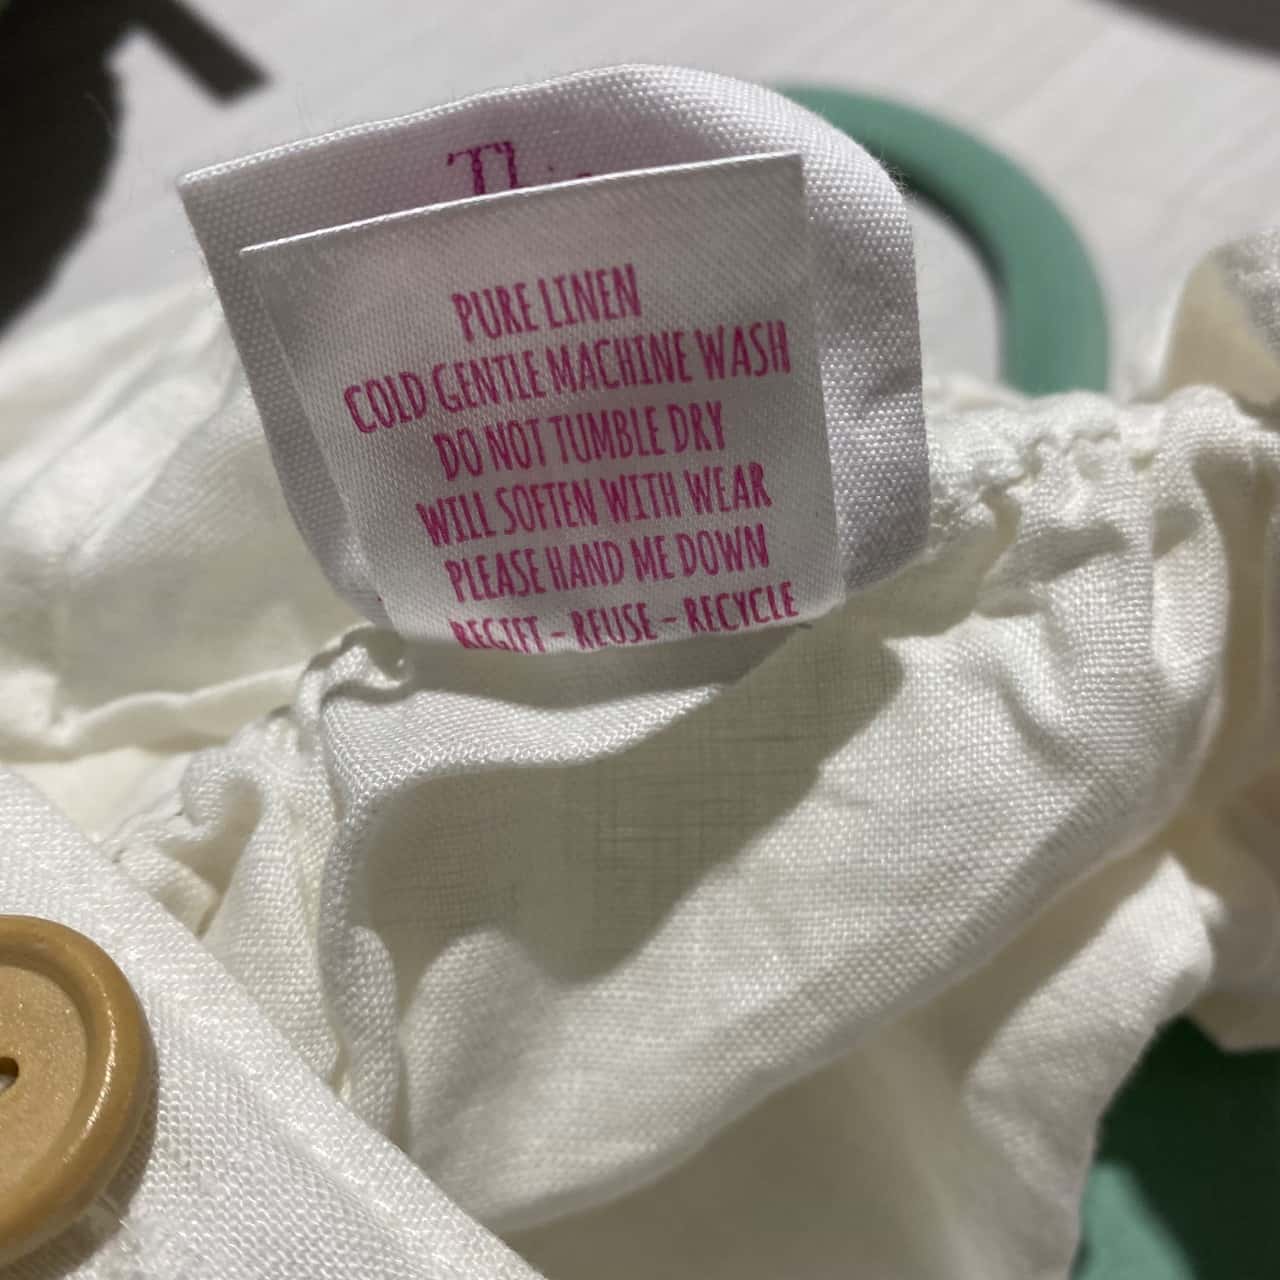 PURE LINEN
COLD GENTLE MACHINE WASH
DO NOT TUMBLE DRY
WILL SOFTEN WITH WEAR
PLEASE HAND ME DOWN
REGIFT - REUSE - RECYCLE